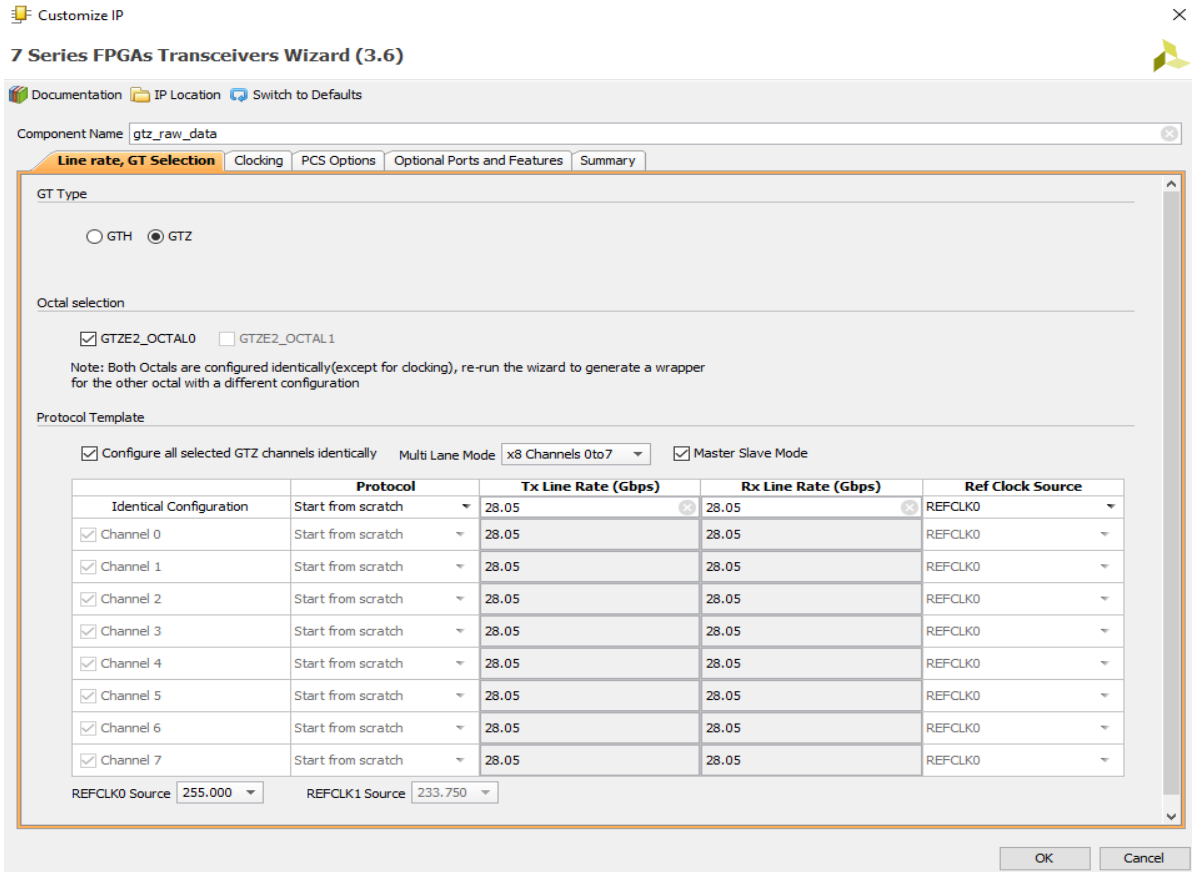 Customize IP
7 Series FPGAs Transceivers Wizard (3.6)
Documentation IP Location Switch to Defaults
Component Name gtz_raw_data
Line rate, GT Selection Clocking PCS Options Optional Ports and Features Summary
GT Type
GTH GTZ
Octal selection
GTZE2_OCTAL0 GTZE2_OCTAL1
Note: Both Octals are configured identically(except for clocking), re-run the wizard to generate a wrapper
for the other octal with a different configuration
Protocol Template
Configure all selected GTZ channels identically Multi Lane Mode x8 Channels 0to7 Master Slave Mode
Protocol Tx Line Rate (Gbps) Rx Line Rate (Gbps) Ref Clock Source
Identical Configuration Start from scratch 28.05 28.05 REFCLK0
Channel 0 Start from scratch 28.05 28.05 REFCLK0
Channel 1 Start from scratch 28.05 28.05 REFCLK0
Channel 2 Start from scratch 28.05 28.05 REFCLK0
Channel 3 Start from scratch 28.05 28.05 REFCLK0
Channel 4 Start from scratch 28.05 28.05 REFCLK0
Channel 5 Start from scratch 28.05 28.05 REFCLK0
Channel 6 Start from scratch 28.05 28.05 REFCLK0
Channel 7 Start from scratch 28.05 28.05 REFCLK0
REFCLK0 Source 255.000 REFCLK1 Source 233.750
OK Cancel